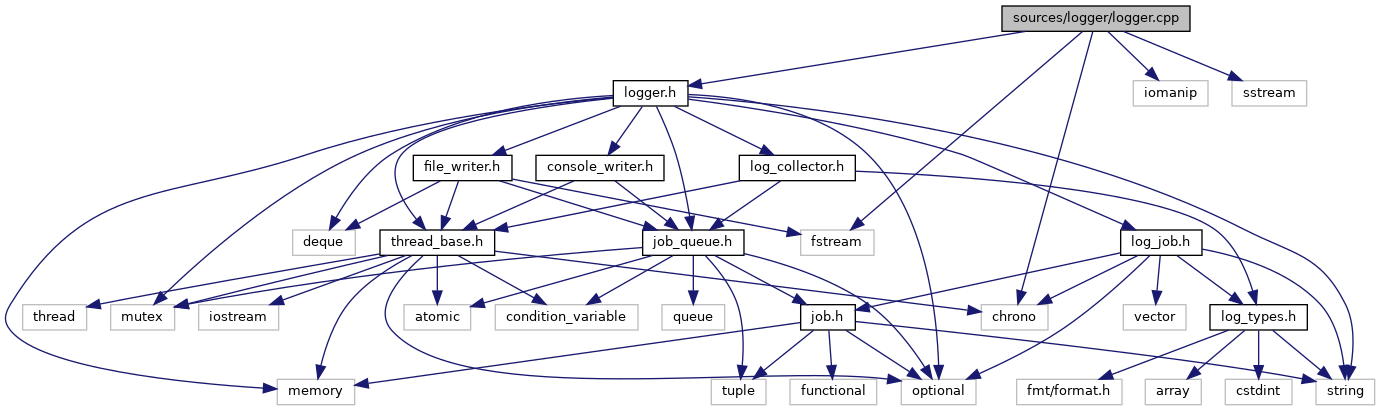 sources/logger/logger.cpp
logger.h
iomanip
sstream
file_writer.h
console_writer.h
log_collector.h
deque
thread_base.h
job_queue.h
fstream
log_job.h
thread
mutex
iostream
atomic
condition_variable
queue
job.h
chrono
vector
log_types.h
memory
tuple
functional
optional
fmt/format.h
array
cstdint
string